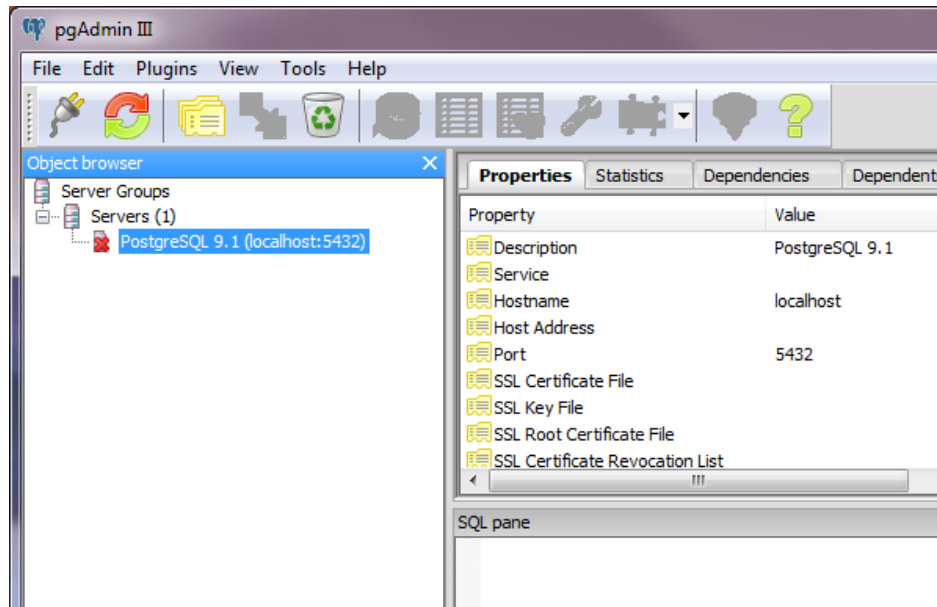 pgAdmin III
File Edit Plugins View Tools Help
Object browser
Server Groups
Servers (1)
PostgreSQL 9.1 (localhost:5432)
Properties Statistics Dependencies Dependent
Property Value
Description PostgreSQL 9.1
Service
Hostname localhost
Host Address
Port 5432
SSL Certificate File
SSL Key File
SSL Root Certificate File
SSL Certificate Revocation List
SQL pane